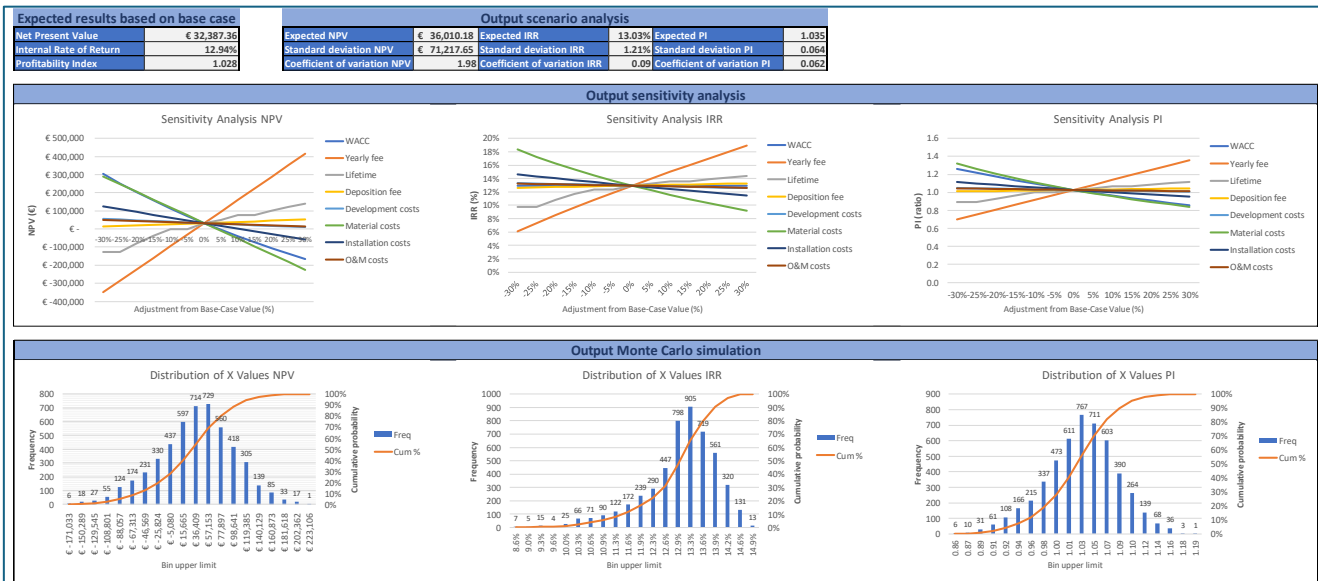 Expected results based on base case
Net Present Value € 32,387.36
Internal Rate of Return 12.94%
Profitability Index 1.028
Output scenario analysis
Expected NPV € 36,010.18 Expected IRR 13.03% Expected PI 1.035
Standard deviation NPV € 71,217.65 Standard deviation IRR 1.21% Standard deviation PI 0.064
Coefficient of variation NPV 1.98 Coefficient of variation IRR 0.09 Coefficient of variation PI 0.062
Output sensitivity analysis
Sensitivity Analysis NPV
NPV (€)
€ 500,000
€ 400,000
€ 300,000
€ 200,000
€ 100,000
€ -
€ -100,000
€ -200,000
€ -300,000
€ -400,000
-30% -25% -20% -15% -10% -5% 0% 5% 10% 15% 20% 25% 30%
Adjustment from Base-Case Value (%)
WACC
Yearly fee
Lifetime
Deposition fee
Development costs
Material costs
Installation costs
O&M costs
Sensitivity Analysis IRR
IRR (%)
20%
18%
16%
14%
12%
10%
8%
6%
4%
2%
0%
-30% -25% -20% -15% -10% -5% 0% 5% 10% 15% 20% 25% 30%
Adjustment from Base-Case Value (%)
WACC
Yearly fee
Lifetime
Deposition fee
Development costs
Material costs
Installation costs
O&M costs
Sensitivity Analysis PI
PI (ratio)
1.6
1.4
1.2
1.0
0.8
0.6
0.4
0.2
0.0
-30% -25% -20% -15% -10% -5% 0% 5% 10% 15% 20% 25% 30%
Adjustment from Base-Case Value (%)
WACC
Yearly fee
Lifetime
Deposition fee
Development costs
Material costs
Installation costs
O&M costs
Output Monte Carlo simulation
Distribution of X Values NPV
Frequency
800
700
600
500
400
300
200
100
0
6 18 27 55 124 174 231 330 437 597 714 729 560 418 305 139 85 33 17 1
100%
90%
80%
70%
60%
50%
40%
30%
20%
10%
0%
Cumulative probability
€ -171,033 € -150,289 € -129,545 € -108,801 € -88,057 € -67,313 € -46,569 € -25,824 € -5,080 € 15,665 € 36,409 € 57,153 € 77,897 € 98,641 € 119,385 € 140,129 € 160,873 € 181,618 € 202,362 € 223,106
Bin upper limit
Freq
Cum %
Distribution of X Values IRR
Frequency
1000
900
800
700
600
500
400
300
200
100
0
7 5 15 4 25 66 71 90 122 172 239 290 447 798 905 719 561 320 131 13
100%
90%
80%
70%
60%
50%
40%
30%
20%
10%
0%
Cumulative probability
8.6% 9.0% 9.3% 9.6% 10.0% 10.3% 10.6% 10.9% 11.3% 11.6% 11.9% 12.3% 12.6% 12.9% 13.3% 13.6% 13.9% 14.2% 14.6% 14.9%
Bin upper limit
Freq
Cum %
Distribution of X Values PI
Frequency
900
800
700
600
500
400
300
200
100
0
6 10 31 61 108 166 215 337 473 611 767 711 603 390 264 139 68 36 3 1
100%
90%
80%
70%
60%
50%
40%
30%
20%
10%
0%
Cumulative probability
0.86 0.87 0.89 0.91 0.92 0.94 0.96 0.98 1.00 1.01 1.03 1.05 1.07 1.09 1.10 1.12 1.14 1.16 1.18 1.19
Bin upper limit
Freq
Cum %